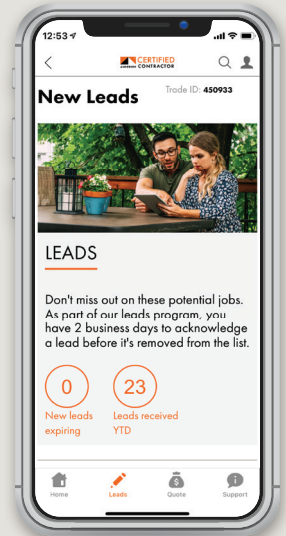 12:53
CERTIFIED
CONTRACTOR
New Leads
Trade ID: 450933
LEADS
Don't miss out on these potential jobs.
As part of our leads program, you
have 2 business days to acknowledge
a lead before it's removed from the list.
0 23
New leads Leads received
expiring YTD
Home Leads Quote Support